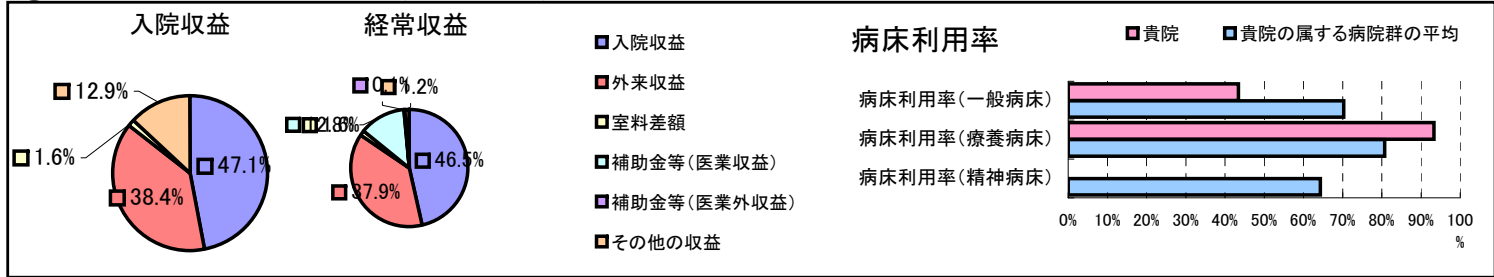 入院収益
12.9%
1.6%
47.1%
38.4%
経常収益
1.2%
46.5%
37.9%
入院収益
外来収益
室料差額
補助金等(医業収益)
補助金等(医業外収益)
その他の収益
病床利用率
貴院
貴院の属する病院群の平均
病床利用率(一般病床)
病床利用率(療養病床)
病床利用率(精神病床)
0% 10% 20% 30% 40% 50% 60% 70% 80% 90% 100
%